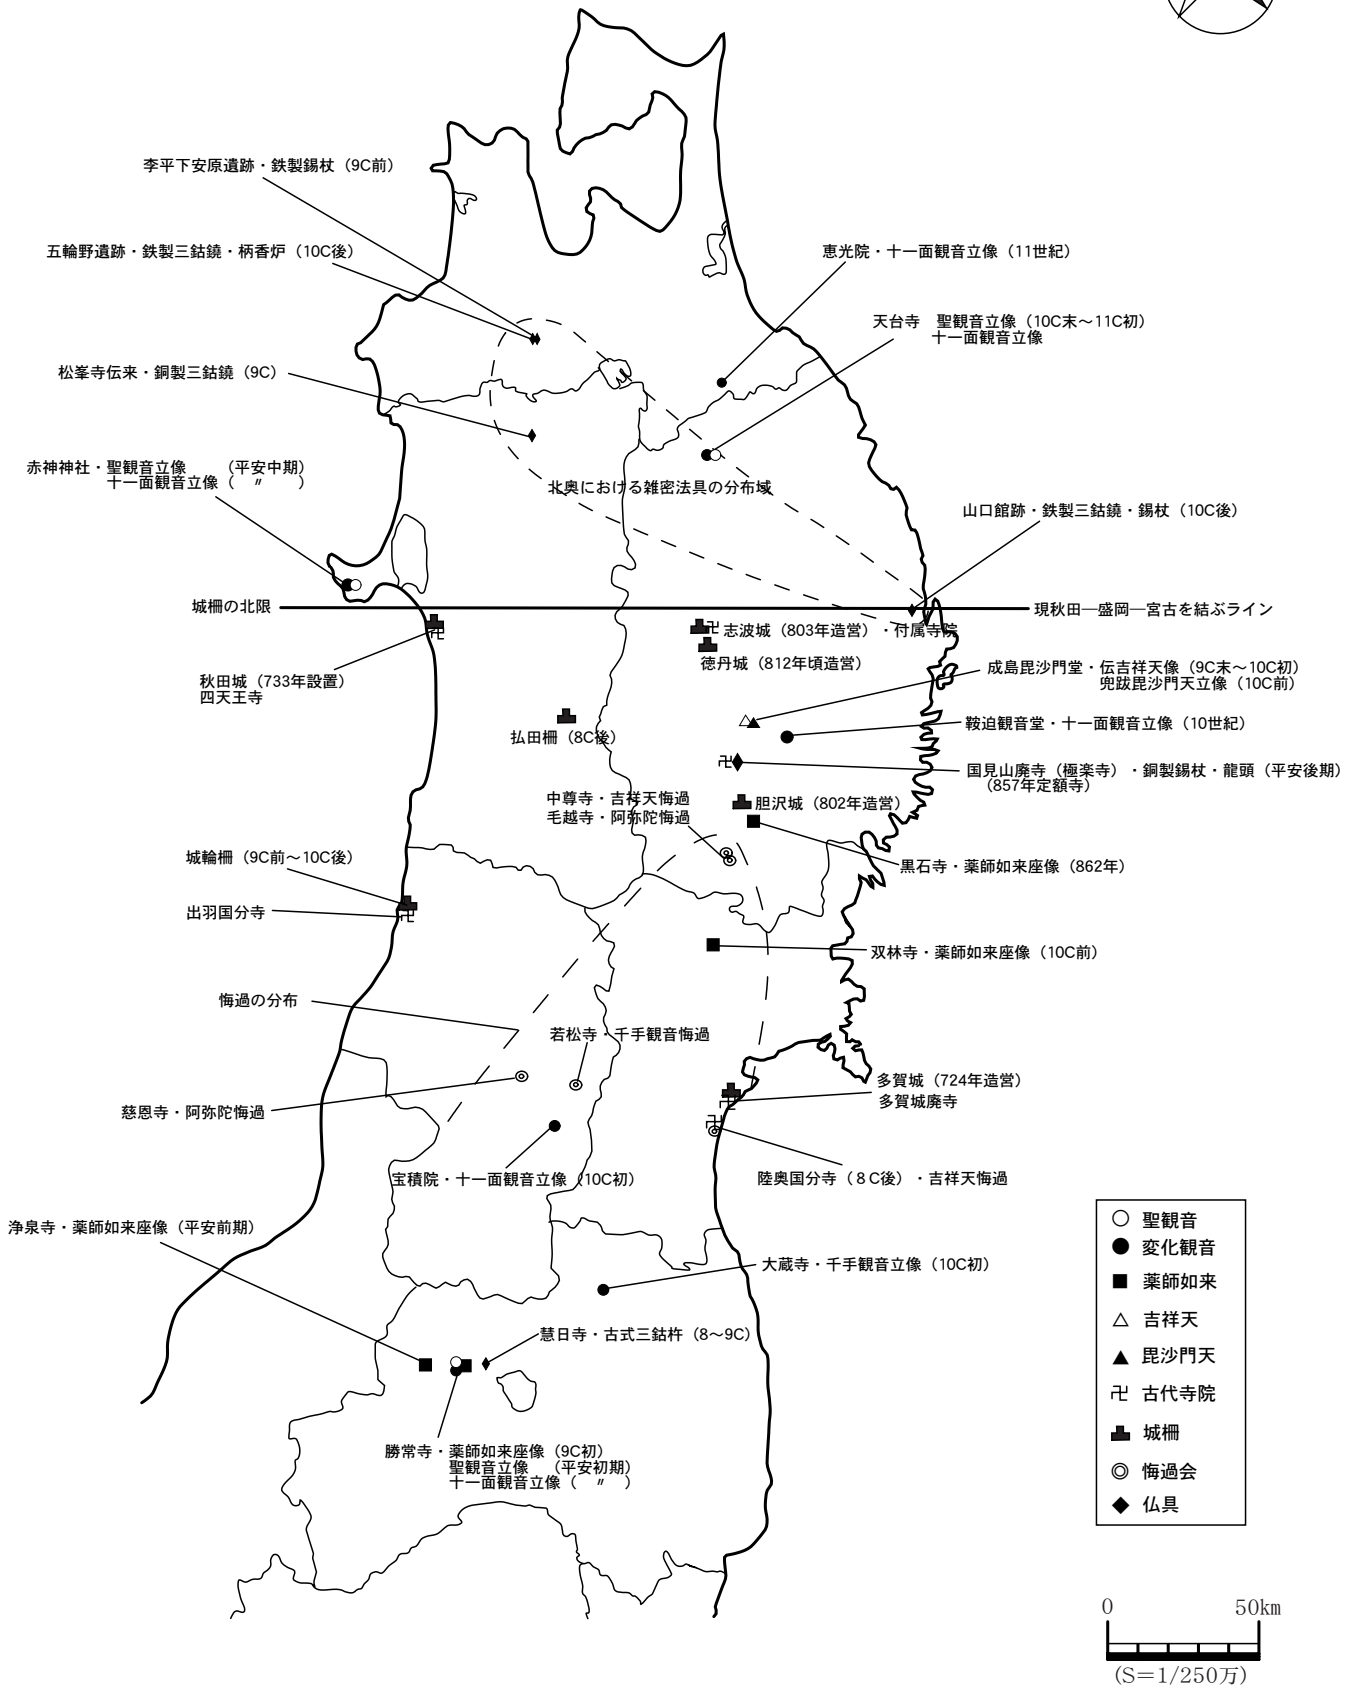 李平下安原遺跡・鉄製錫杖（9C前）
五輪野遺跡・鉄製三鈷鐃・柄香炉（10C後）
恵光院・十一面観音立像（11世紀）
天台寺　聖観音立像（10C末〜11C初）
十一面観音立像
松峯寺伝来・銅製三鈷鐃（9C）
赤神神社・聖観音立像　　（平安中期）
十一面観音立像（　〃　　）
北奥における雑密法具の分布域
山口館跡・鉄製三鈷鐃・錫杖（10C後）
城柵の北限
現秋田―盛岡―宮古を結ぶライン
志波城（803年造営）・付属寺院
徳丹城（812年頃造営）
秋田城（733年設置）
四天王寺
成島毘沙門堂・伝吉祥天像（9C末〜10C初）
兜跋毘沙門天立像（10C前）
払田柵（8C後）
鞍迫観音堂・十一面観音立像（10世紀）
国見山廃寺（極楽寺）・銅製錫杖・龍頭（平安後期）
（857年定額寺）
中尊寺・吉祥天悔過
毛越寺・阿弥陀悔過
胆沢城（802年造営）
城輪柵（9C前〜10C後）
黒石寺・薬師如来座像（862年）
出羽国分寺
双林寺・薬師如来座像（10C前）
悔過の分布
若松寺・千手観音悔過
慈恩寺・阿弥陀悔過
多賀城（724年造営）
多賀城廃寺
宝積院・十一面観音立像（10C初）
陸奥国分寺（８C後）・吉祥天悔過
浄泉寺・薬師如来座像（平安前期）
大蔵寺・千手観音立像（10C初）
慧日寺・古式三鈷杵（8〜9C）
勝常寺・薬師如来座像（9C初）
聖観音立像　（平安初期）
十一面観音立像（　〃　）
聖観音
変化観音
薬師如来
吉祥天
毘沙門天
古代寺院
城柵
悔過会
仏具
0　50km
(S=1/250万)